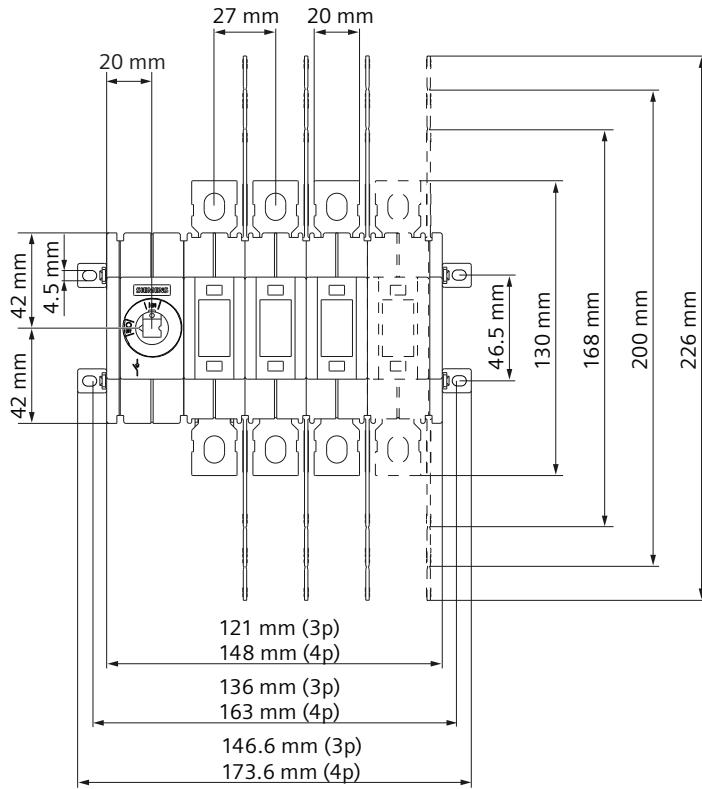 27 mm
20 mm
20 mm
42 mm
4.5 mm
42 mm
SIEMENS
46.5 mm
130 mm
168 mm
200 mm
226 mm
121 mm (3p)
148 mm (4p)
136 mm (3p)
163 mm (4p)
146.6 mm (3p)
173.6 mm (4p)